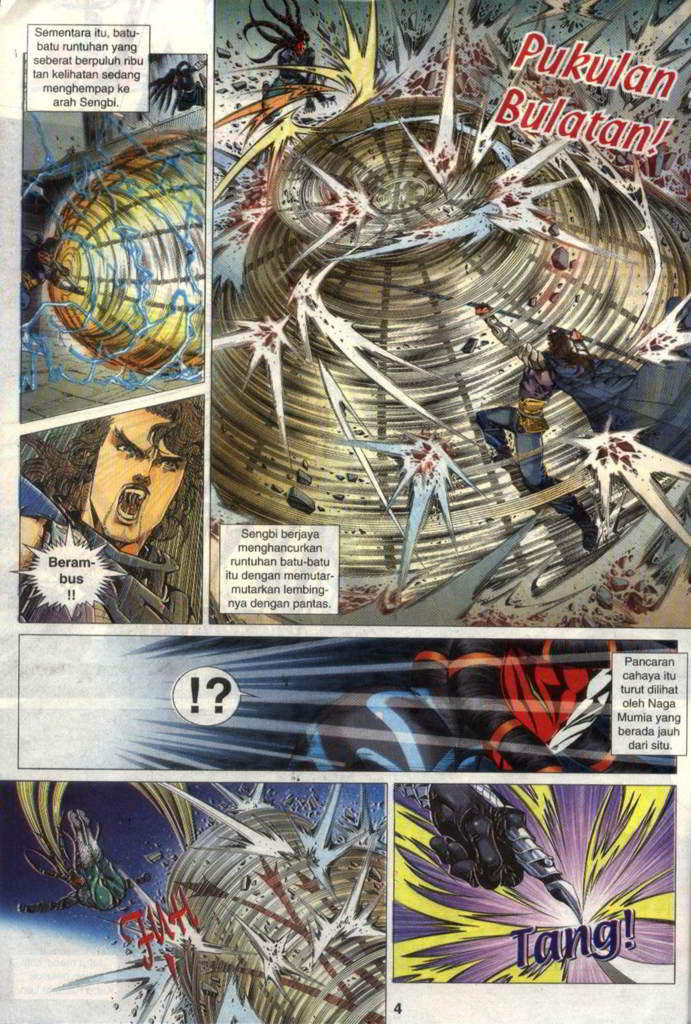 Sementara itu, batu-
batu runtuhan yang
seberat berpuluh ribu
tan kelihatan sedang
menghempap ke
arah Sengbi.
Pukulan
Bulatan!
Beram-
bus
!!
Sengbi berjaya
menghancurkan
runtuhan batu-batu
itu dengan memutar-
mutarkan lembing-
nya dengan pantas.
!?
Pancaran
cahaya itu
turut dilihat
oleh Naga
Mumia yang
berada jauh
dari situ.
Tang!
4